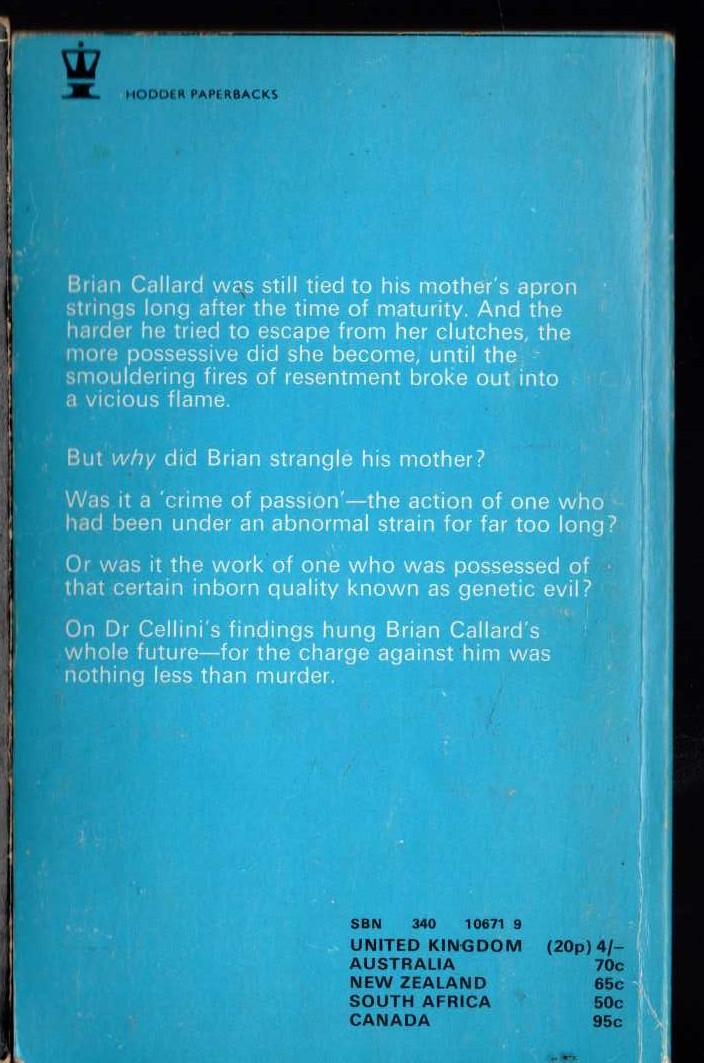 HODDER PAPERBACKS
Brian Callard was still tied to his mother's apron
strings long after the time of maturity. And the
harder he tried to escape from her clutches, the
more possessive did she become, until the
smouldering fires of resentment broke out into
a vicious flame.
But why did Brian strangle his mother?
Was it a 'crime of passion'—the action of one who
had been under an abnormal strain for far too long?
Or was it the work of one who was possessed of
that certain inborn quality known as genetic evil?
On Dr Cellini's findings hung Brian Callard's
whole future—for the charge against him was
nothing less than murder.
SBN 340 10671 9
UNITED KINGDOM (20p) 4/–
AUSTRALIA 70c
NEW ZEALAND 65c
SOUTH AFRICA 50c
CANADA 95c